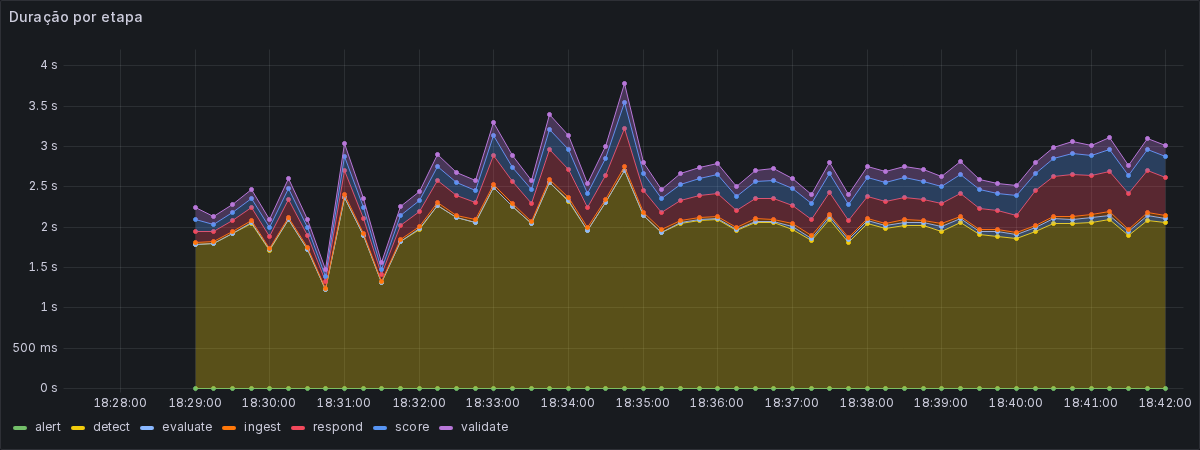 Duração por etapa
4 s
3.5 s
3 s
2.5 s
2 s
1.5 s
1 s
500 ms
0 s
18:28:00 18:29:00 18:30:00 18:31:00 18:32:00 18:33:00 18:34:00 18:35:00 18:36:00 18:37:00 18:38:00 18:39:00 18:40:00 18:41:00 18:42:00
alert detect evaluate ingest respond score validate